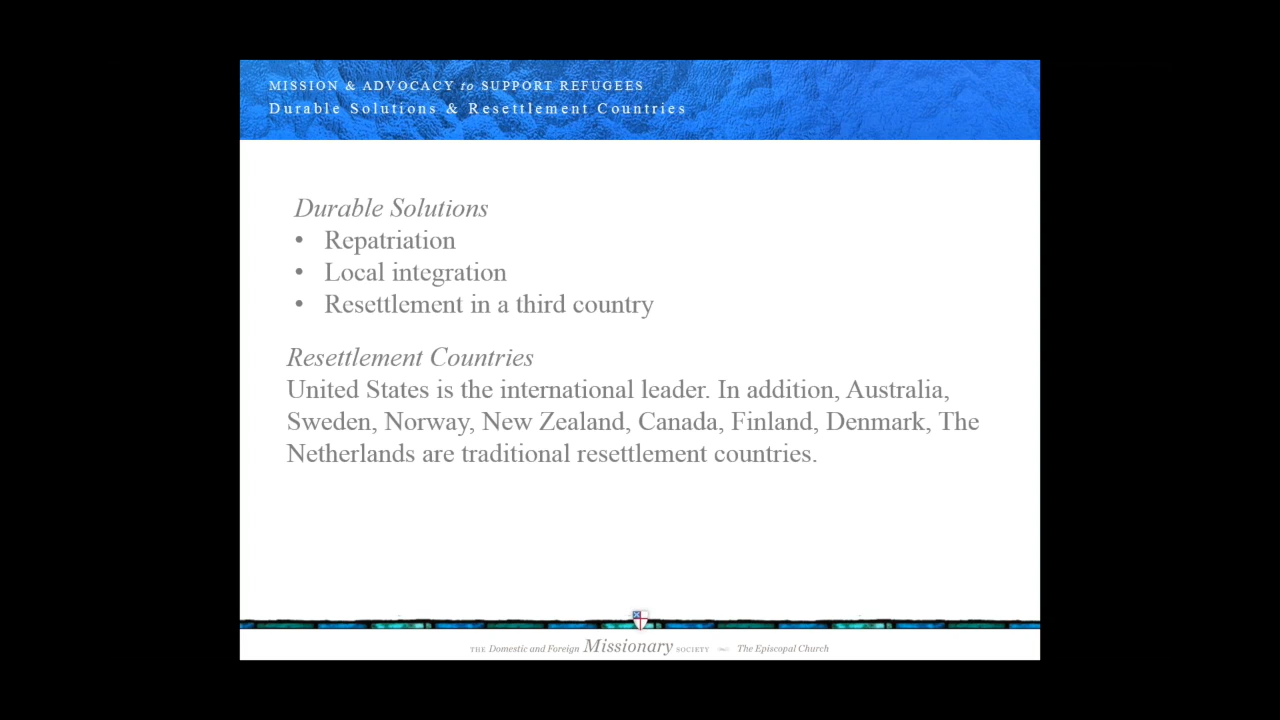 MISSION & ADVOCACY to SUPPORT REFUGEES
Durable Solutions & Resettlement Countries
Durable Solutions
• Repatriation
• Local integration
• Resettlement in a third country
Resettlement Countries
United States is the international leader. In addition, Australia,
Sweden, Norway, New Zealand, Canada, Finland, Denmark, The
Netherlands are traditional resettlement countries.
THE Domestic and Foreign Missionary SOCIETY The Episcopal Church